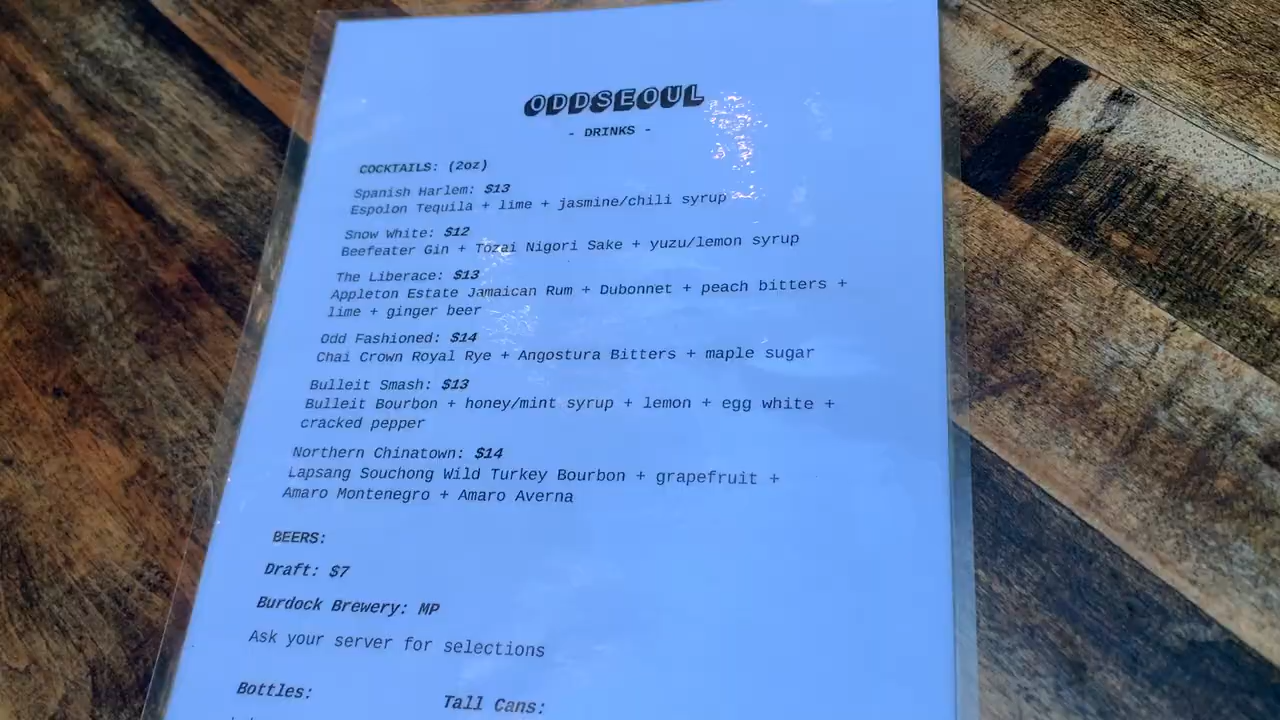 ODDSEOUL
- DRINKS -
COCKTAILS: (2oz)
Spanish Harlem: $13
Espolon Tequila + lime + jasmine/chili syrup
Snow White: $12
Beefeater Gin + Tozai Nigori Sake + yuzu/lemon syrup
The Liberace: $13
Appleton Estate Jamaican Rum + Dubonnet + peach bitters +
lime + ginger beer
Odd Fashioned: $14
Chai Crown Royal Rye + Angostura Bitters + maple sugar
Bulleit Smash: $13
Bulleit Bourbon + honey/mint syrup + lemon + egg white +
cracked pepper
Northern Chinatown: $14
Lapsang Souchong Wild Turkey Bourbon + grapefruit +
Amaro Montenegro + Amaro Averna
BEERS:
Draft: $7
Burdock Brewery: MP
Ask your server for selections
Bottles:
Tall Cans: